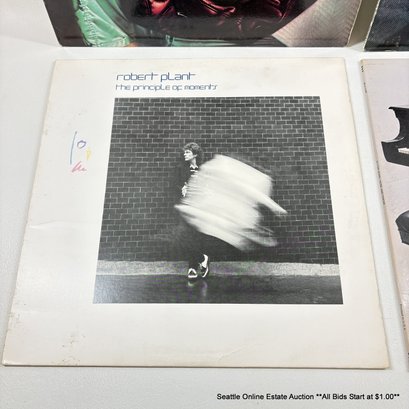 robert plant
the principle of moments
Seattle Online Estate Auction **All Bids Start at $1.00**